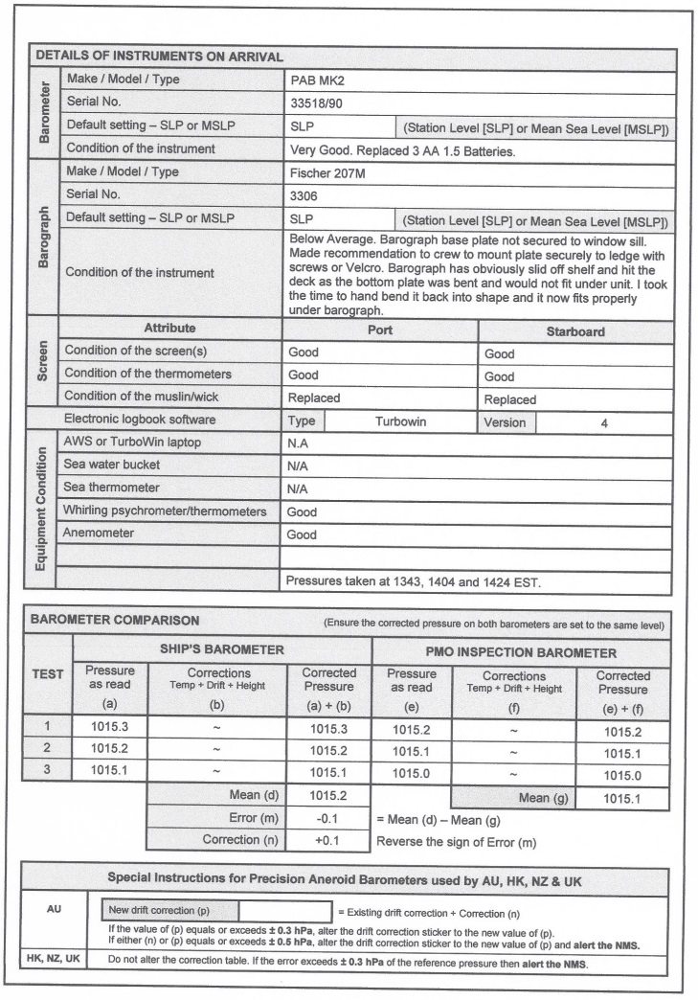 DETAILS OF INSTRUMENTS ON ARRIVAL
Barometer
Make / Model / Type PAB MK2
Serial No. 33518/90
Default setting – SLP or MSLP SLP (Station Level [SLP] or Mean Sea Level [MSLP])
Condition of the instrument Very Good. Replaced 3 AA 1.5 Batteries.
Barograph
Make / Model / Type Fischer 207M
Serial No. 3306
Default setting – SLP or MSLP SLP (Station Level [SLP] or Mean Sea Level [MSLP])
Condition of the instrument
Below Average. Barograph base plate not secured to window sill.
Made recommendation to crew to mount plate securely to ledge with
screws or Velcro. Barograph has obviously slid off shelf and hit the
deck as the bottom plate was bent and would not fit under unit. I took
the time to hand bend it back into shape and it now fits properly
under barograph.
Screen
Attribute Port Starboard
Condition of the screen(s) Good Good
Condition of the thermometers Good Good
Condition of the muslin/wick Replaced Replaced
Electronic logbook software Type Turbowin Version 4
Equipment Condition
AWS or TurboWin laptop N.A
Sea water bucket N/A
Sea thermometer N/A
Whirling psychrometer/thermometers Good
Anemometer Good
Pressures taken at 1343, 1404 and 1424 EST.
BAROMETER COMPARISON (Ensure the corrected pressure on both barometers are set to the same level)
SHIP'S BAROMETER PMO INSPECTION BAROMETER
TEST
Pressure Corrections Corrected Pressure Corrections Corrected
as read Temp + Drift + Height Pressure as read Temp + Drift + Height Pressure
(a) (b) (a) + (b) (e) (f) (e) + (f)
1 1015.3 ~ 1015.3 1015.2 ~ 1015.2
2 1015.2 ~ 1015.2 1015.1 ~ 1015.1
3 1015.1 ~ 1015.1 1015.0 ~ 1015.0
Mean (d) 1015.2 Mean (g) 1015.1
Error (m) -0.1 = Mean (d) – Mean (g)
Correction (n) +0.1 Reverse the sign of Error (m)
Special Instructions for Precision Aneroid Barometers used by AU, HK, NZ & UK
AU New drift correction (p) = Existing drift correction + Correction (n)
If the value of (p) equals or exceeds ± 0.3 hPa, alter the drift correction sticker to the new value of (p).
If either (n) or (p) equals or exceeds ± 0.5 hPa, alter the drift correction sticker to the new value of (p) and alert the NMS.
HK, NZ, UK Do not alter the correction table. If the error exceeds ± 0.3 hPa of the reference pressure then alert the NMS.